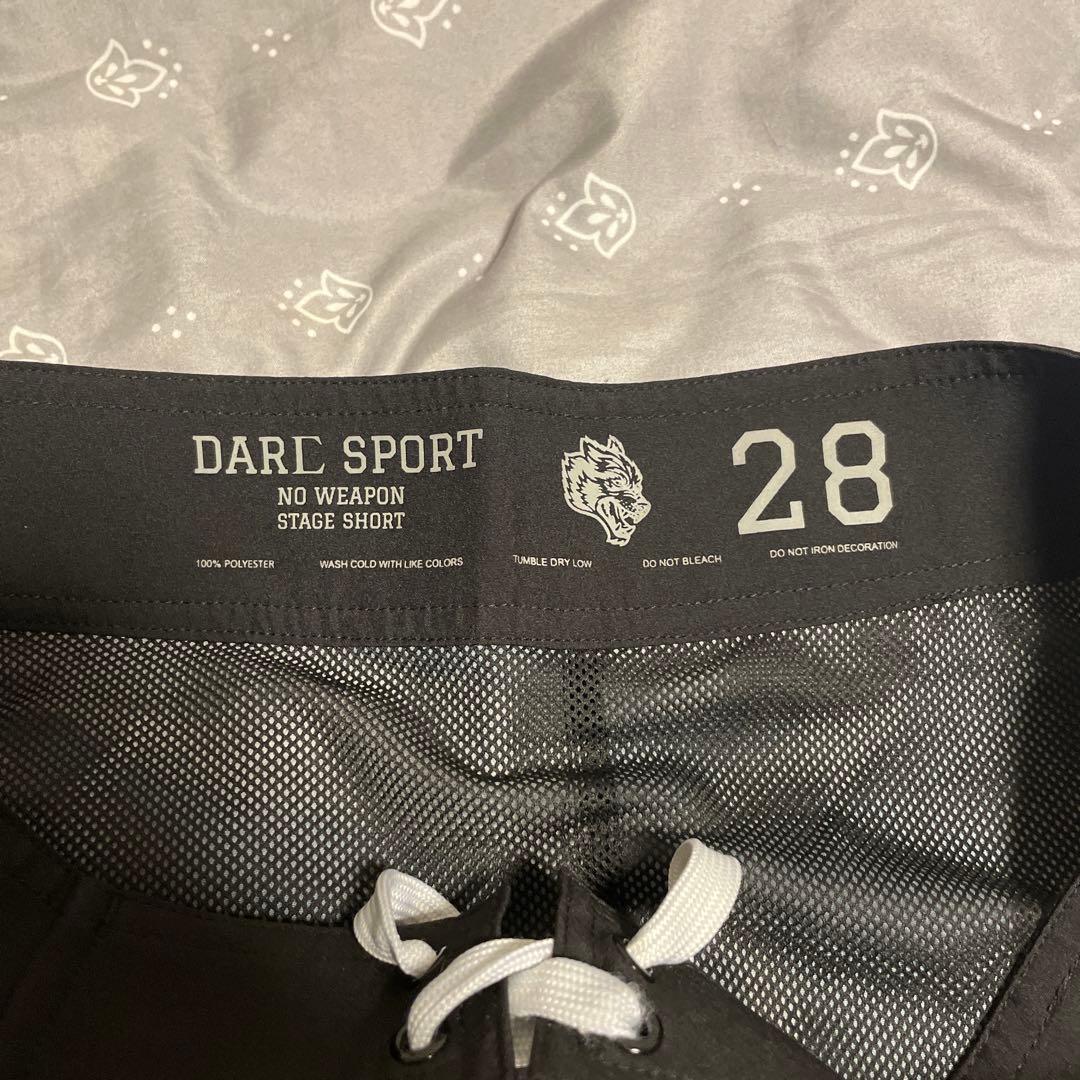 DARC SPORT
NO WEAPON
STAGE SHORT
28
100% POLYESTER WASH COLD WITH LIKE COLORS TUMBLE DRY LOW DO NOT BLEACH DO NOT IRON DECORATION